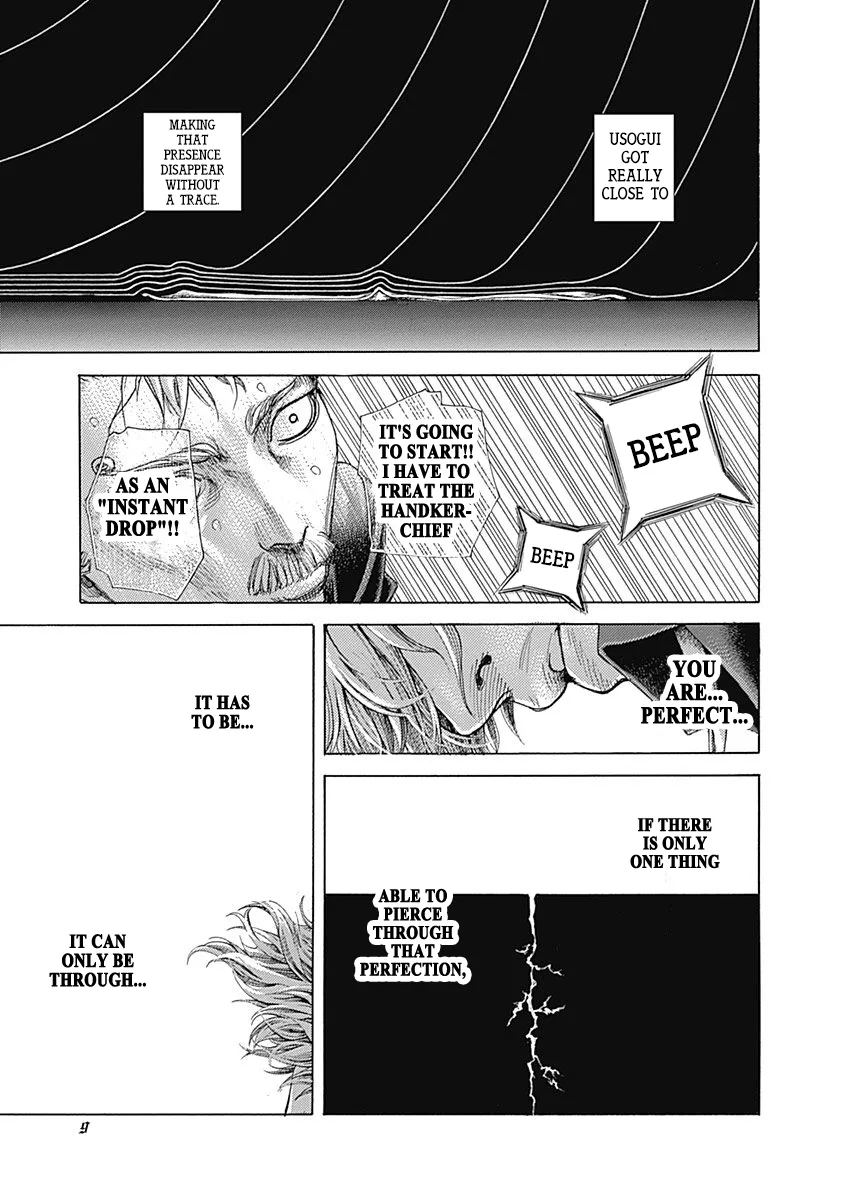 USOGUI
GOT
REALLY
CLOSE TO
MAKING
THAT
PRESENCE
DISAPPEAR
WITHOUT
A TRACE.
BEEP
BEEP
IT'S GOING
TO START!!
I HAVE TO
TREAT THE
HANDKER-
CHIEF
AS AN
"INSTANT
DROP"!!
YOU
ARE...
PERFECT...
IF THERE
IS ONLY
ONE THING
ABLE TO
PIERCE
THROUGH
THAT
PERFECTION,
IT HAS
TO BE...
IT CAN
ONLY BE
THROUGH...
9